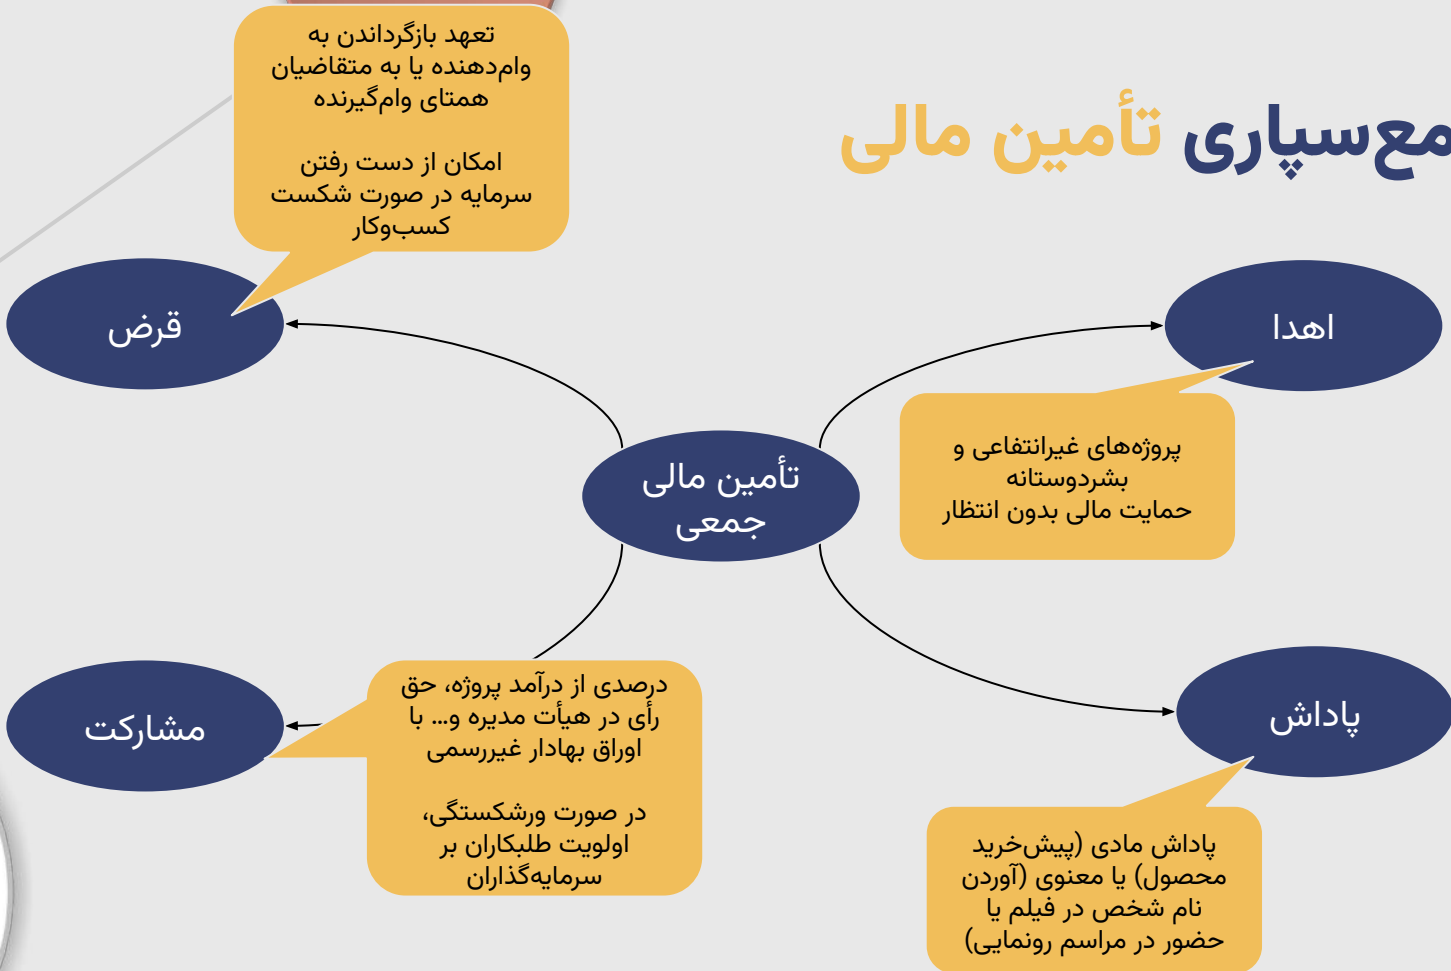 مع‌سپاری تأمین مالی
تعهد بازگرداندن به
وام‌دهنده یا به متقاضیان
همتای وام‌گیرنده
امکان از دست رفتن
سرمایه در صورت شکست
کسب‌وکار
قرض
اهدا
پروژه‌های غیرانتفاعی و
بشردوستانه
حمایت مالی بدون انتظار
تأمین مالی
جمعی
مشارکت
درصدی از درآمد پروژه، حق
رأی در هیأت مدیره و... با
اوراق بهادار غیررسمی
در صورت ورشکستگی،
اولویت طلبکاران بر
سرمایه‌گذاران
پاداش
پاداش مادی (پیش‌خرید
محصول) یا معنوی (آوردن
نام شخص در فیلم یا
حضور در مراسم رونمایی)